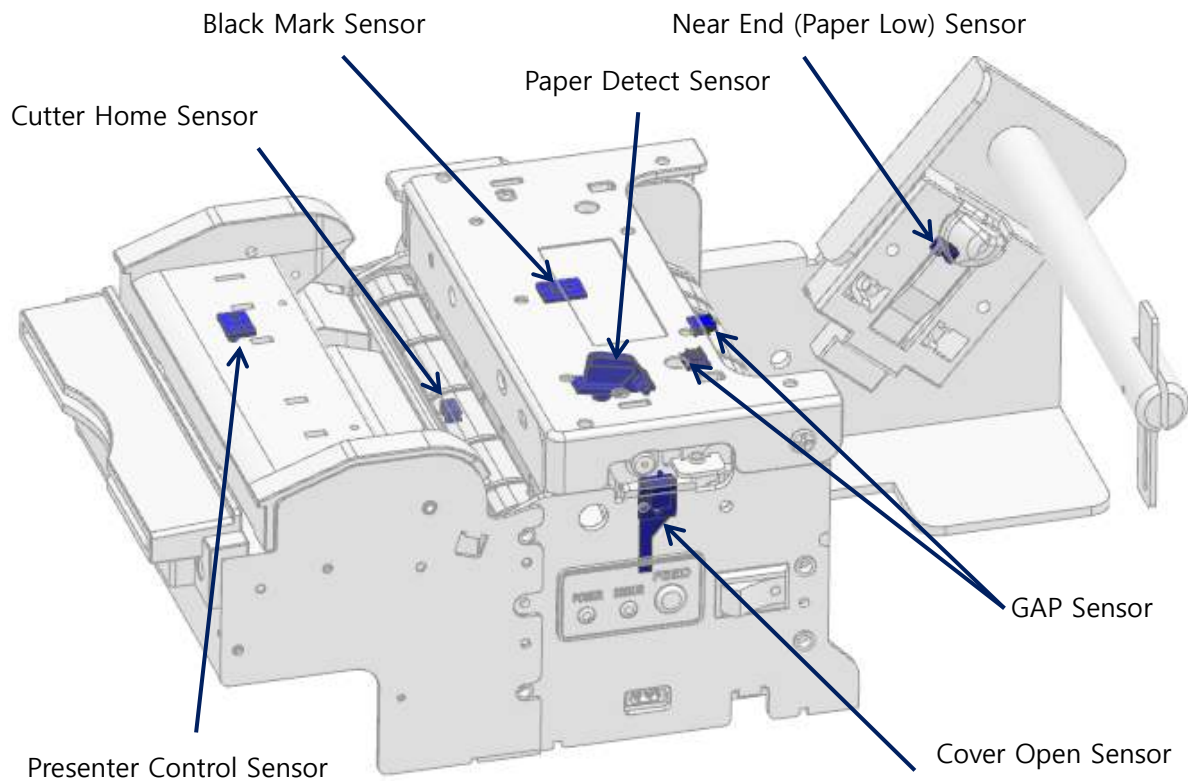 Black Mark Sensor
Near End (Paper Low) Sensor
Paper Detect Sensor
Cutter Home Sensor
FEED
POWER
GAP Sensor
Cover Open Sensor
Presenter Control Sensor